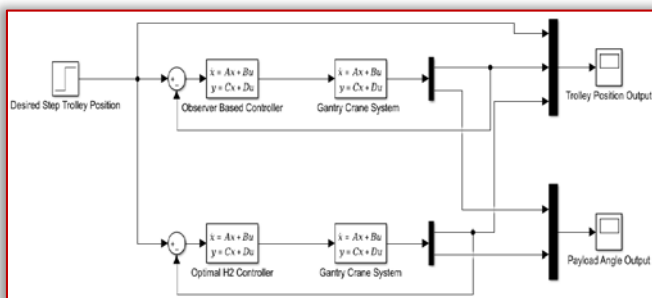 ẋ = Ax + Bu
y = Cx + Du
ẋ = Ax + Bu
y = Cx + Du
Desired Step Trolley Position
Observer Based Controller
Gantry Crane System
Trolley Position Output
ẋ = Ax + Bu
y = Cx + Du
ẋ = Ax + Bu
y = Cx + Du
Optimal H2 Controller
Gantry Crane System
Payload Angle Output